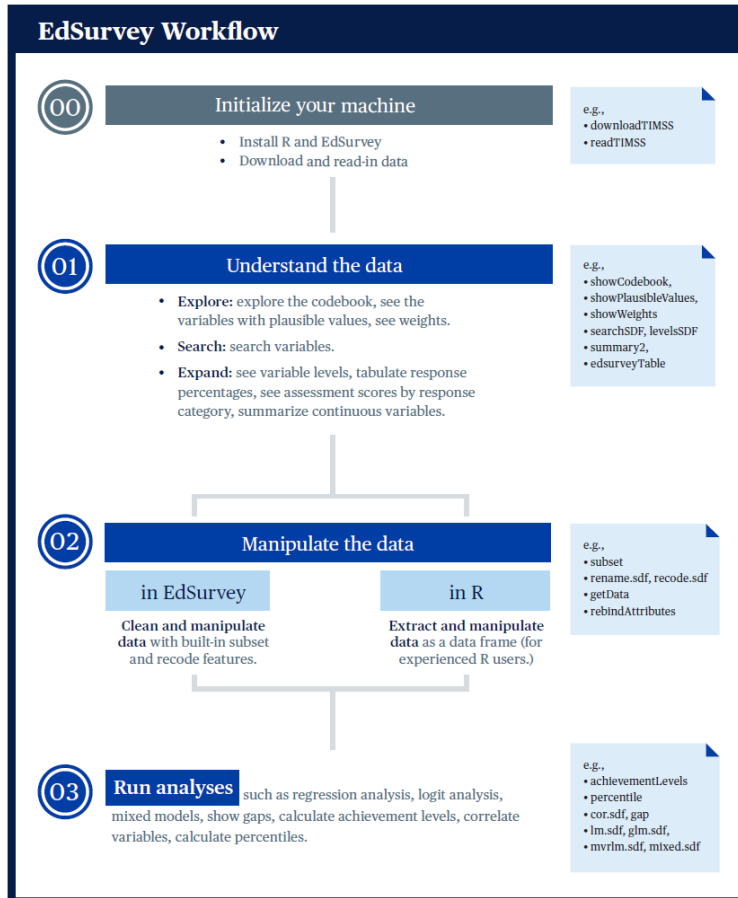 EdSurvey Workflow
00
Initialize your machine
• Install R and EdSurvey
• Download and read-in data
e.g.,
• downloadTIMSS
• readTIMSS
01
Understand the data
• Explore: explore the codebook, see the
variables with plausible values, see weights.
• Search: search variables.
• Expand: see variable levels, tabulate response
percentages, see assessment scores by response
category, summarize continuous variables.
e.g.,
• showCodebook,
• showPlausibleValues,
• showWeights
• searchSDF, levelsSDF
• summary2,
• edsurveyTable
02
Manipulate the data
in EdSurvey
Clean and manipulate
data with built-in subset
and recode features.
in R
Extract and manipulate
data as a data frame (for
experienced R users.)
e.g.,
• subset
• rename.sdf, recode.sdf
• getData
• rebindAttributes
03
Run analyses such as regression analysis, logit analysis,
mixed models, show gaps, calculate achievement levels, correlate
variables, calculate percentiles.
e.g.,
• achievementLevels
• percentile
• cor.sdf, gap
• lm.sdf, glm.sdf,
• mvrlm.sdf, mixed.sdf